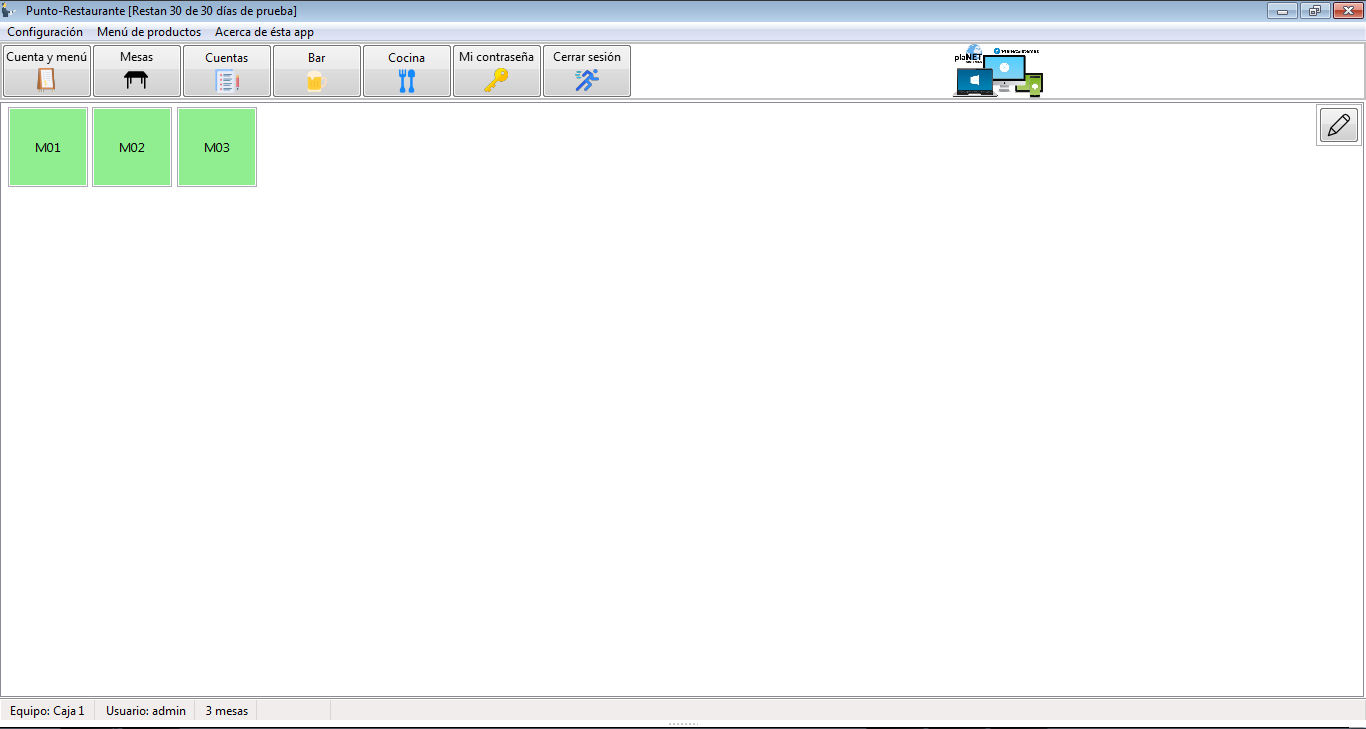 Punto-Restaurante [Restan 30 de 30 días de prueba]
Configuración Menú de productos Acerca de ésta app
Cuenta y menú Mesas Cuentas Bar Cocina Mi contraseña Cerrar sesión
plaNET
M01 M02 M03
Equipo: Caja 1 Usuario: admin 3 mesas